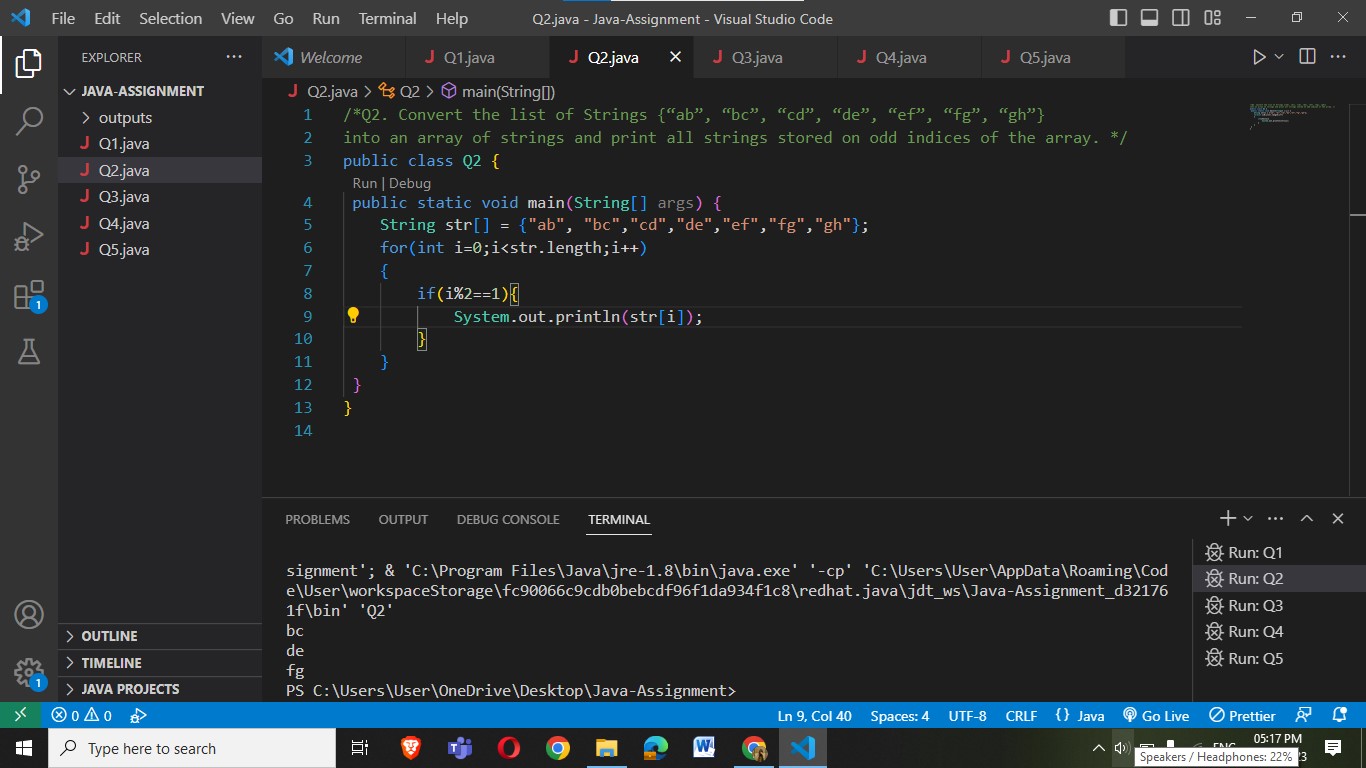 File Edit Selection View Go Run Terminal Help Q2.java - Java-Assignment - Visual Studio Code
EXPLORER
JAVA-ASSIGNMENT
outputs
Q1.java
Q2.java
Q3.java
Q4.java
Q5.java
OUTLINE
TIMELINE
JAVA PROJECTS
1
1
Welcome Q1.java Q2.java Q3.java Q4.java Q5.java
Q2.java > Q2 > main(String[])
1 /*Q2. Convert the list of Strings {“ab”, “bc”, “cd”, “de”, “ef”, “fg”, “gh”}
2 into an array of strings and print all strings stored on odd indices of the array. */
3 public class Q2 {
Run | Debug
4 public static void main(String[] args) {
5 String str[] = {"ab", "bc","cd","de","ef","fg","gh"};
6 for(int i=0;i<str.length;i++)
7 {
8 if(i%2==1){
9 System.out.println(str[i]);
10 }
11 }
12 }
13 }
14
PROBLEMS OUTPUT DEBUG CONSOLE TERMINAL
signment'; & 'C:\Program Files\Java\jre-1.8\bin\java.exe' '-cp' 'C:\Users\User\AppData\Roaming\Cod
e\User\workspaceStorage\fc90066c9cdb0bebcdf96f1da934f1c8\redhat.java\jdt_ws\Java-Assignment_d32176
1f\bin' 'Q2'
bc
de
fg
PS C:\Users\User\OneDrive\Desktop\Java-Assignment>
Run: Q1
Run: Q2
Run: Q3
Run: Q4
Run: Q5
0 0 Ln 9, Col 40 Spaces: 4 UTF-8 CRLF {} Java Go Live Prettier
Type here to search
05:17 PM
Speakers / Headphones: 22%